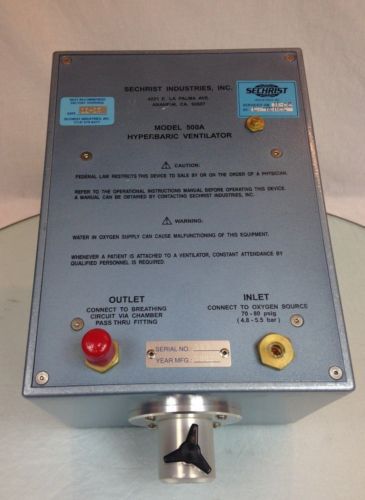 SECHRIST INDUSTRIES, INC.
4225 E. LA PALMA AVE.
ANAHEIM, CA. 92807
SECHRIST
MODEL 500A
HYPERBARIC VENTILATOR
CAUTION:
FEDERAL LAW RESTRICTS THIS DEVICE TO SALE BY OR ON THE ORDER OF A PHYSICIAN.
REFER TO THE OPERATIONAL INSTRUCTIONS MANUAL BEFORE OPERATING THIS DEVICE.
A MANUAL CAN BE OBTAINED BY CONTACTING SECHRIST INDUSTRIES, INC.
WARNING:
WATER IN OXYGEN SUPPLY CAN CAUSE MALFUNCTIONING OF THIS EQUIPMENT.
WHENEVER A PATIENT IS ATTACHED TO A VENTILATOR, CONSTANT ATTENDANCE BY
QUALIFIED PERSONNEL IS REQUIRED.
OUTLET
CONNECT TO BREATHING
CIRCUIT VIA CHAMBER
PASS THRU FITTING
INLET
CONNECT TO OXYGEN SOURCE
70 - 80 psig
(4.8 - 5.5 bar)
SERIAL NO.
YEAR MFG.